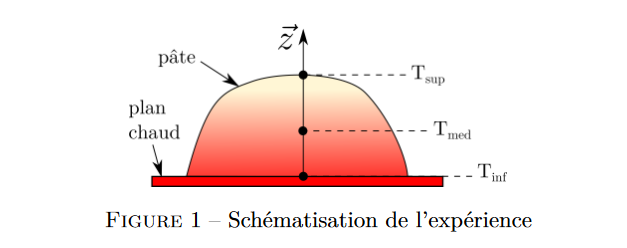 z
pâte
T_sup
plan
chaud
T_med
T_inf
FIGURE 1 – Schématisation de l'expérience